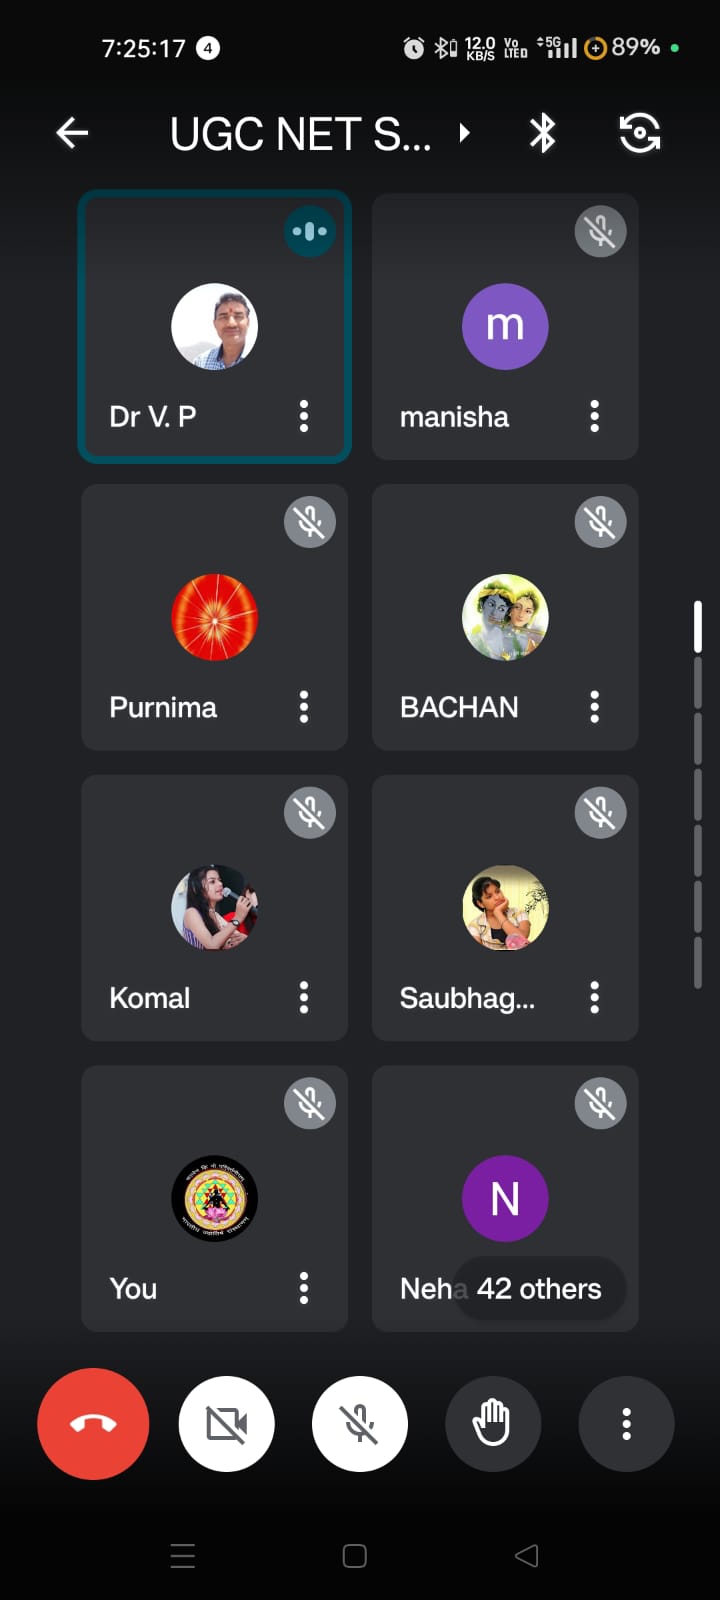 7:25:17 4 12.0 KB/S Vo LTED 5G 89%
UGC NET S...
Dr V. P
m
manisha
Purnima
BACHAN
Komal
Saubhag...
You
N
Neha 42 others